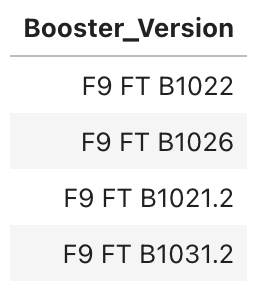 Booster_Version
F9 FT B1022
F9 FT B1026
F9 FT B1021.2
F9 FT B1031.2